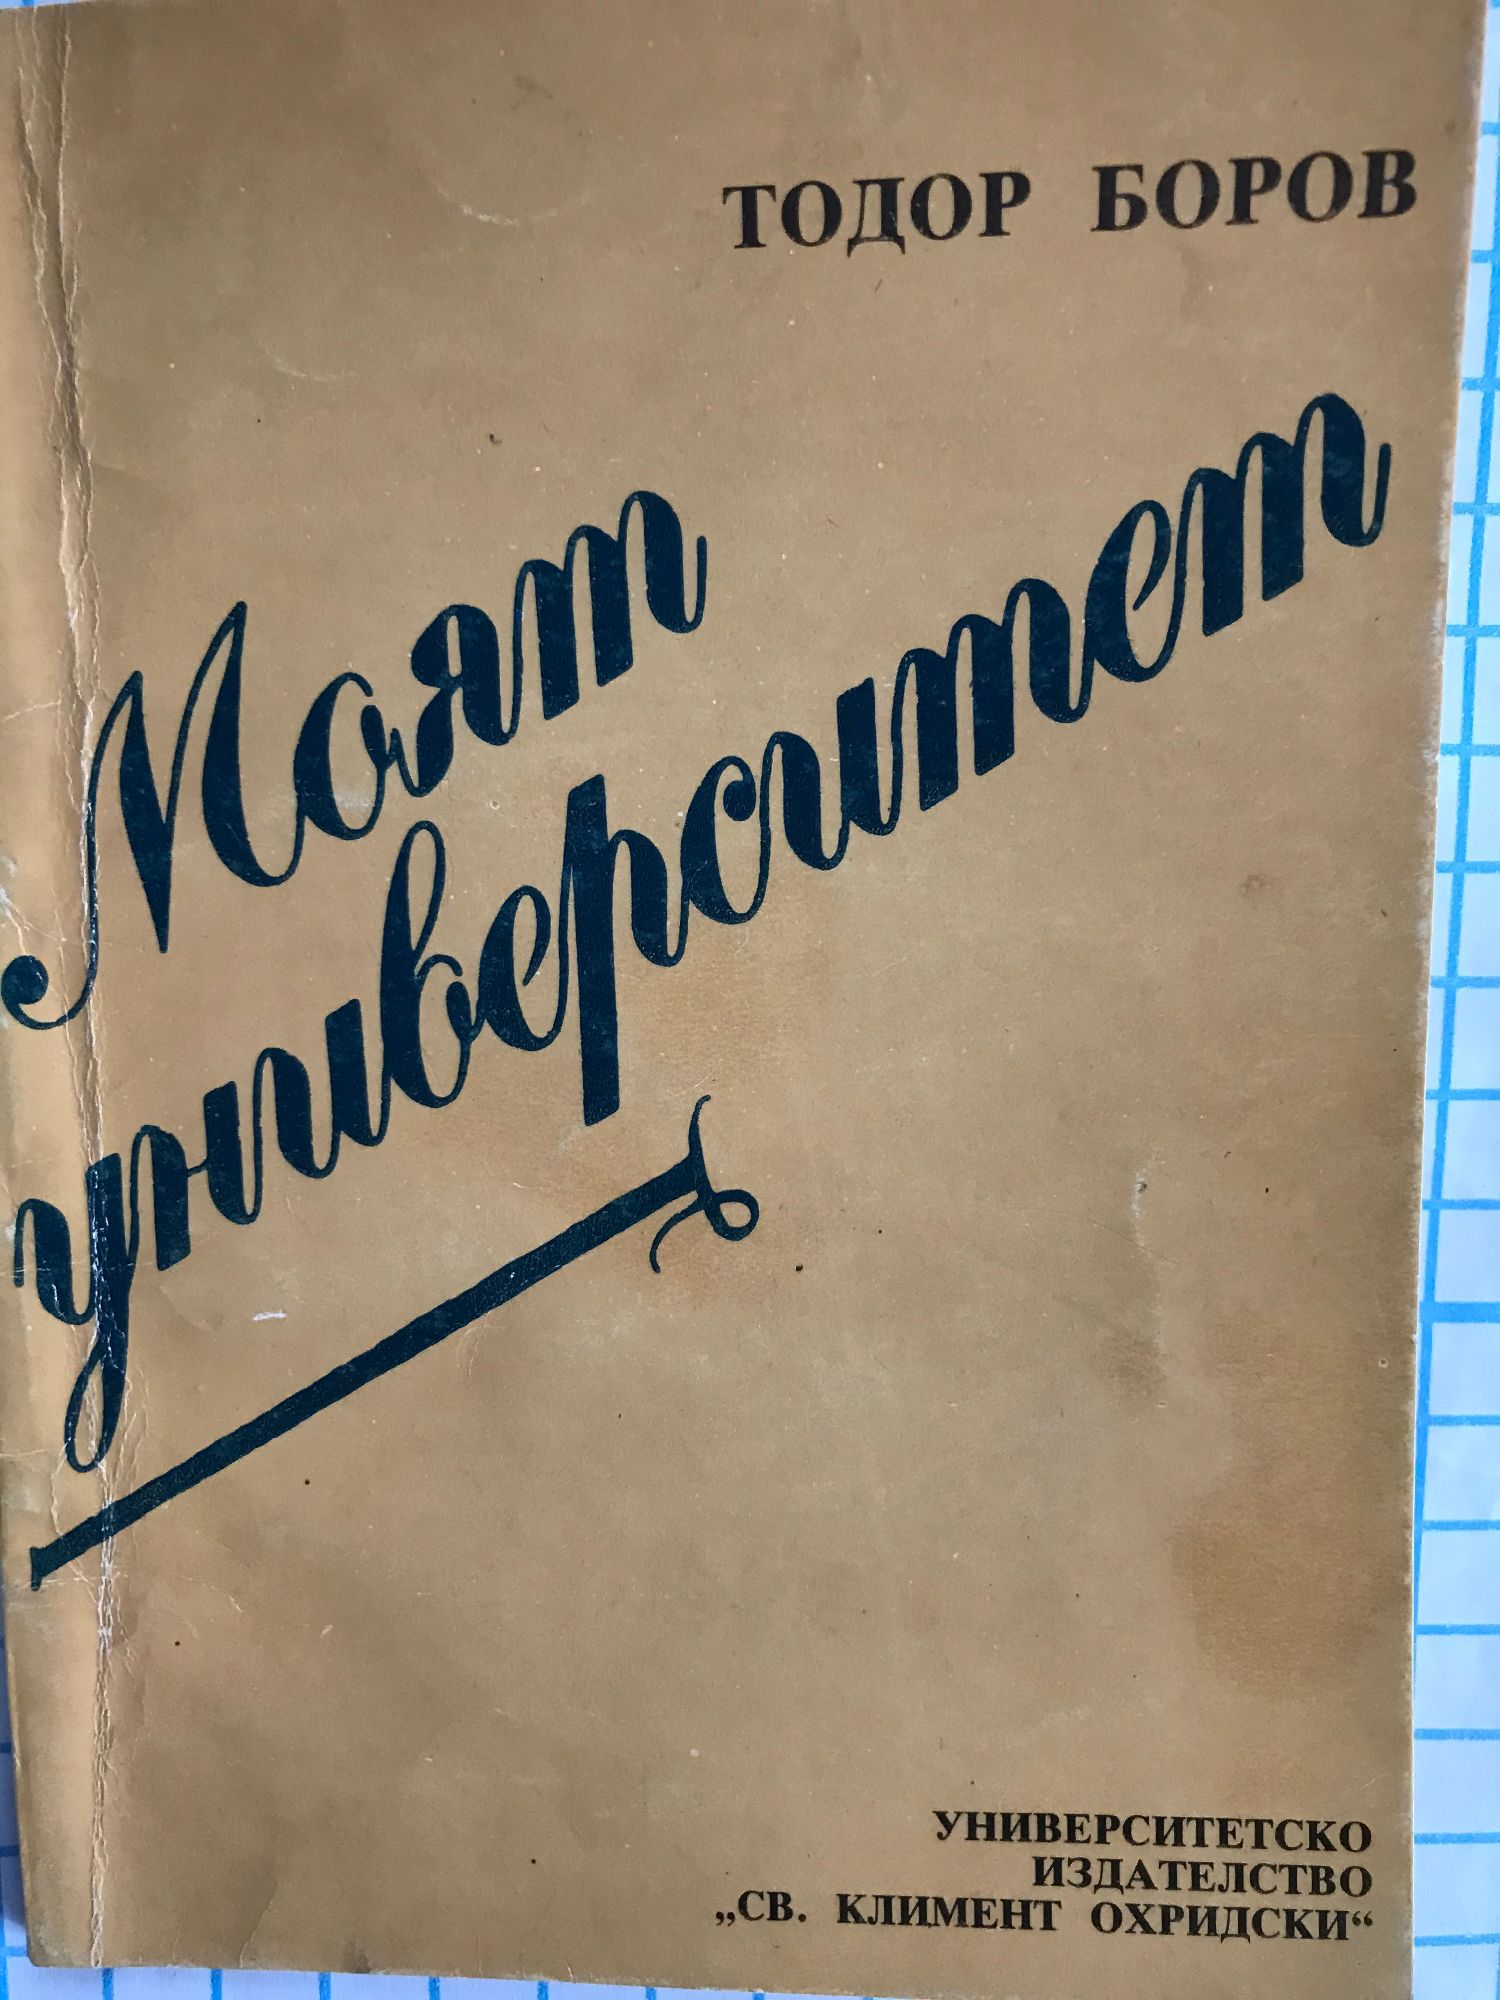 ТОДОР БОРОВ
Моят
университет
УНИВЕРСИТЕТСКО
ИЗДАТЕЛСТВО
„СВ. КЛИМЕНТ ОХРИДСКИ“